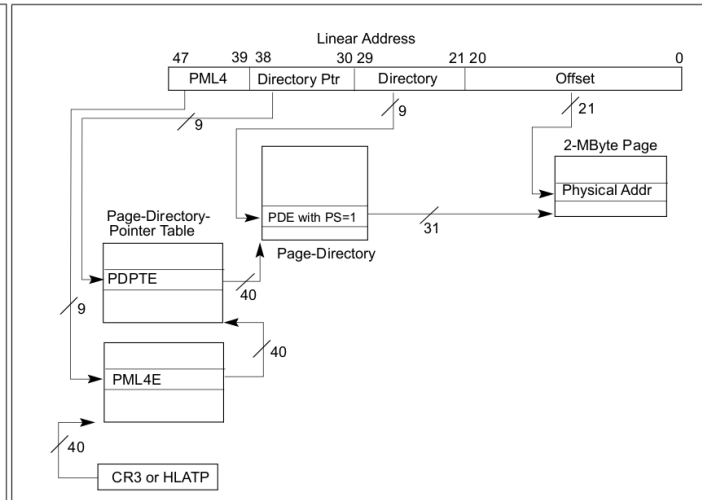 Linear Address
47 39 38 30 29 21 20 0
PML4 Directory Ptr Directory Offset
9 9 21
2-MByte Page
Physical Addr
PDE with PS=1
31
Page-Directory-
Pointer Table
Page-Directory
PDPTE
40
9
40
PML4E
40
CR3 or HLATP